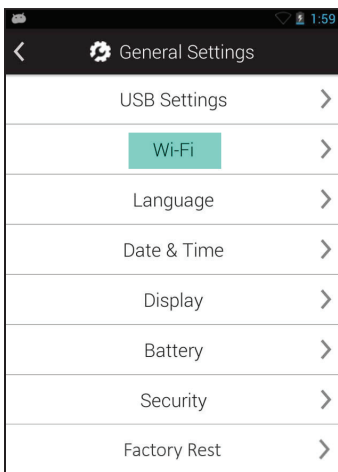 1:59
General Settings
USB Settings
Wi-Fi
Language
Date & Time
Display
Battery
Security
Factory Rest